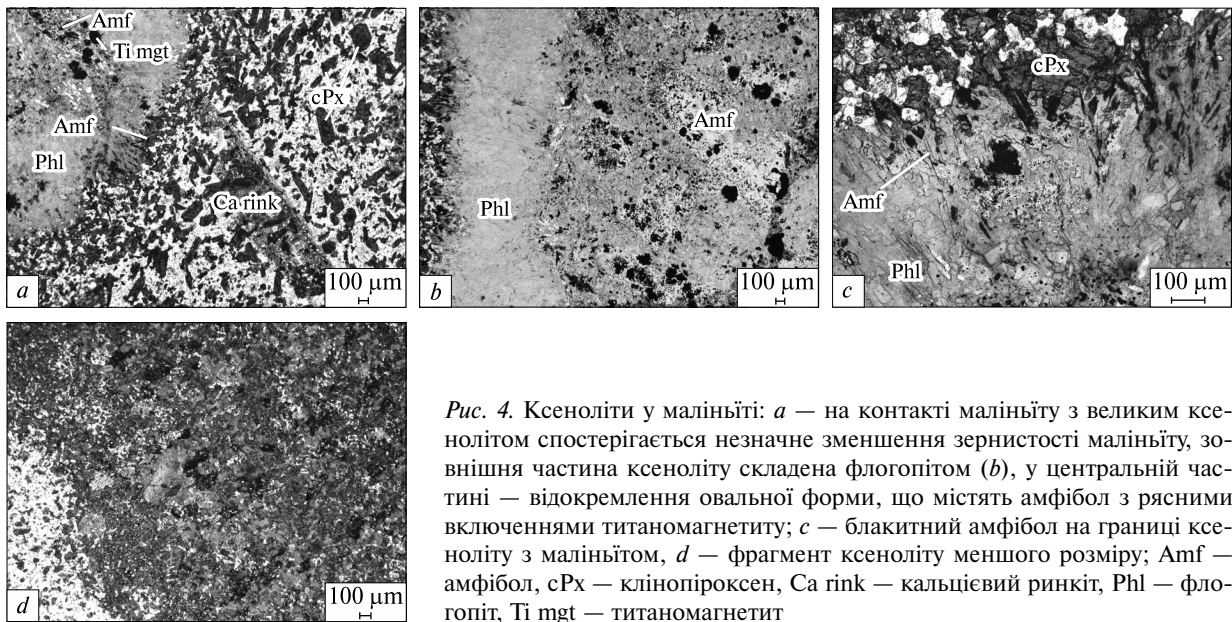 Amf
Ti mgt
cPx
Amf
Phl
Ca rink
a
100 µm
Amf
Phl
b
100 µm
cPx
Amf
Phl
c
100 µm
d
100 µm
Рис. 4. Ксеноліти у маліньїті: a — на контакті маліньїту з великим ксе-
нолітом спостерігається незначне зменшення зернистості маліньїту, зо-
внішня частина ксеноліту складена флогопітом (b), у центральній час-
тині — відокремлення овальної форми, що містять амфібол з рясними
включеннями титаномагнетиту; c — блакитний амфібол на границі ксе-
ноліту з маліньїтом, d — фрагмент ксеноліту меншого розміру; Amf —
амфібол, cPx — клінопіроксен, Ca rink — кальцієвий ринкіт, Phl — фло-
гопіт, Ti mgt — титаномагнетит